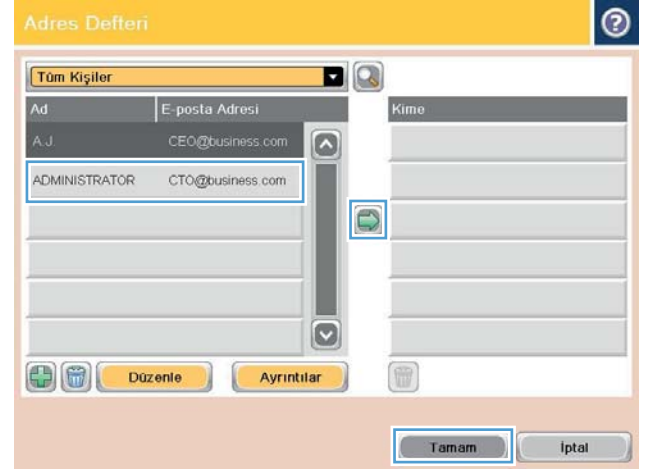 Adres Defteri
Tüm Kişiler
Ad E-posta Adresi Kime
A.J. CEO@business.com
ADMINISTRATOR CTO@business.com
Düzenle Ayrıntılar
Tamam İptal